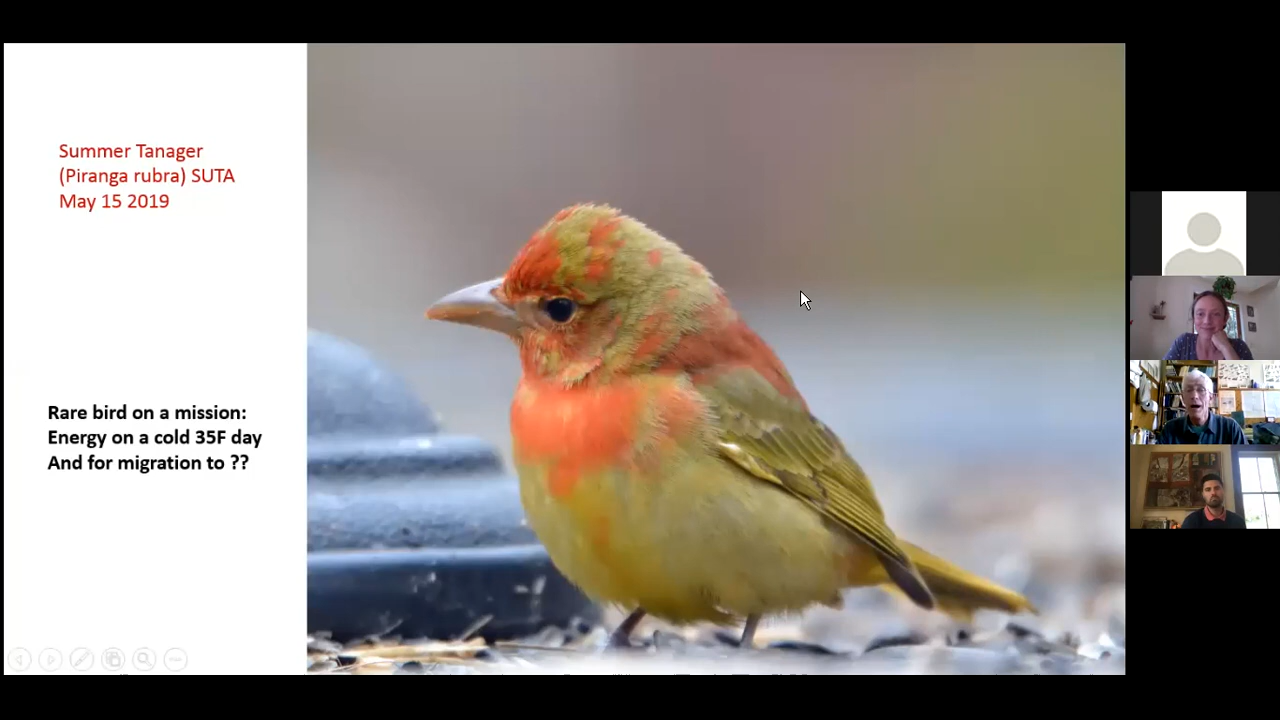 Summer Tanager
(Piranga rubra) SUTA
May 15 2019
Rare bird on a mission:
Energy on a cold 35F day
And for migration to ??